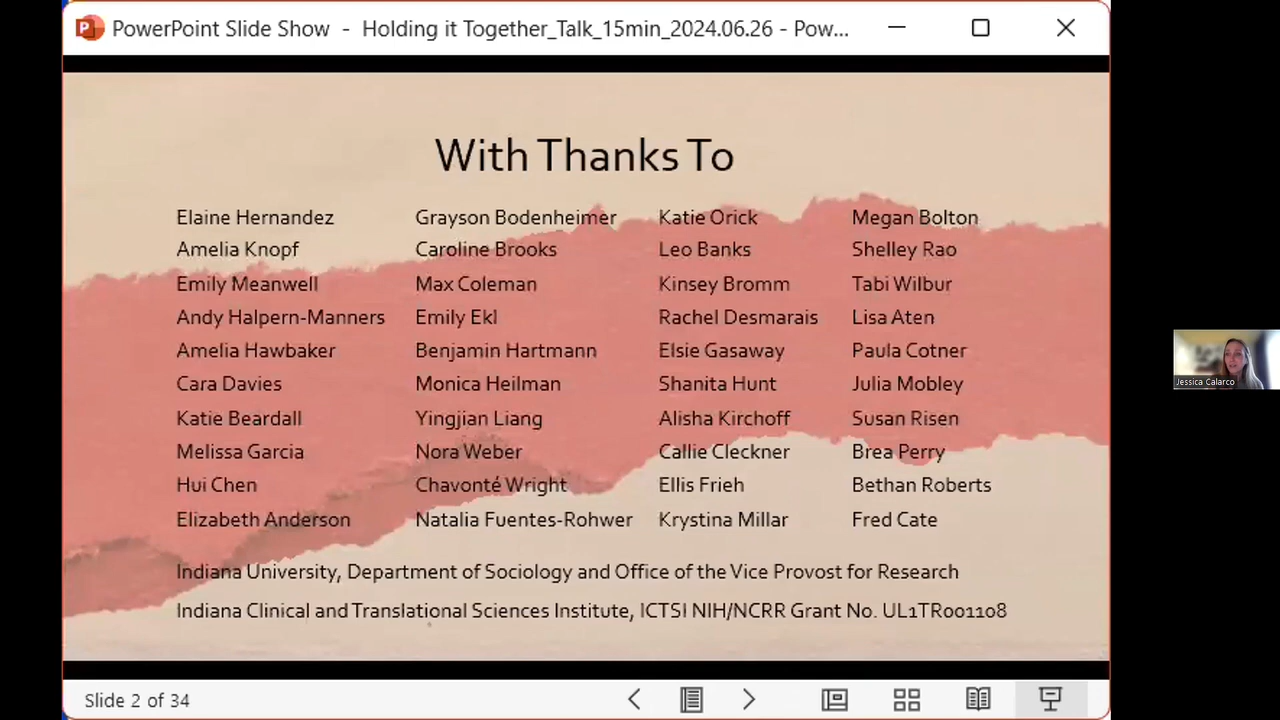 PowerPoint Slide Show - Holding it Together_Talk_15min_2024.06.26 - Pow...
With Thanks To
Elaine Hernandez Grayson Bodenheimer Katie Orick Megan Bolton
Amelia Knopf Caroline Brooks Leo Banks Shelley Rao
Emily Meanwell Max Coleman Kinsey Bromm Tabi Wilbur
Andy Halpern-Manners Emily Ekl Rachel Desmarais Lisa Aten
Amelia Hawbaker Benjamin Hartmann Elsie Gasaway Paula Cotner
Cara Davies Monica Heilman Shanita Hunt Julia Mobley
Katie Beardall Yingjian Liang Alisha Kirchoff Susan Risen
Melissa Garcia Nora Weber Callie Cleckner Brea Perry
Hui Chen Chavonté Wright Ellis Frieh Bethan Roberts
Elizabeth Anderson Natalia Fuentes-Rohwer Krystina Millar Fred Cate
Indiana University, Department of Sociology and Office of the Vice Provost for Research
Indiana Clinical and Translational Sciences Institute, ICTSI NIH/NCRR Grant No. UL1TR001108
Jessica Calarco
Slide 2 of 34